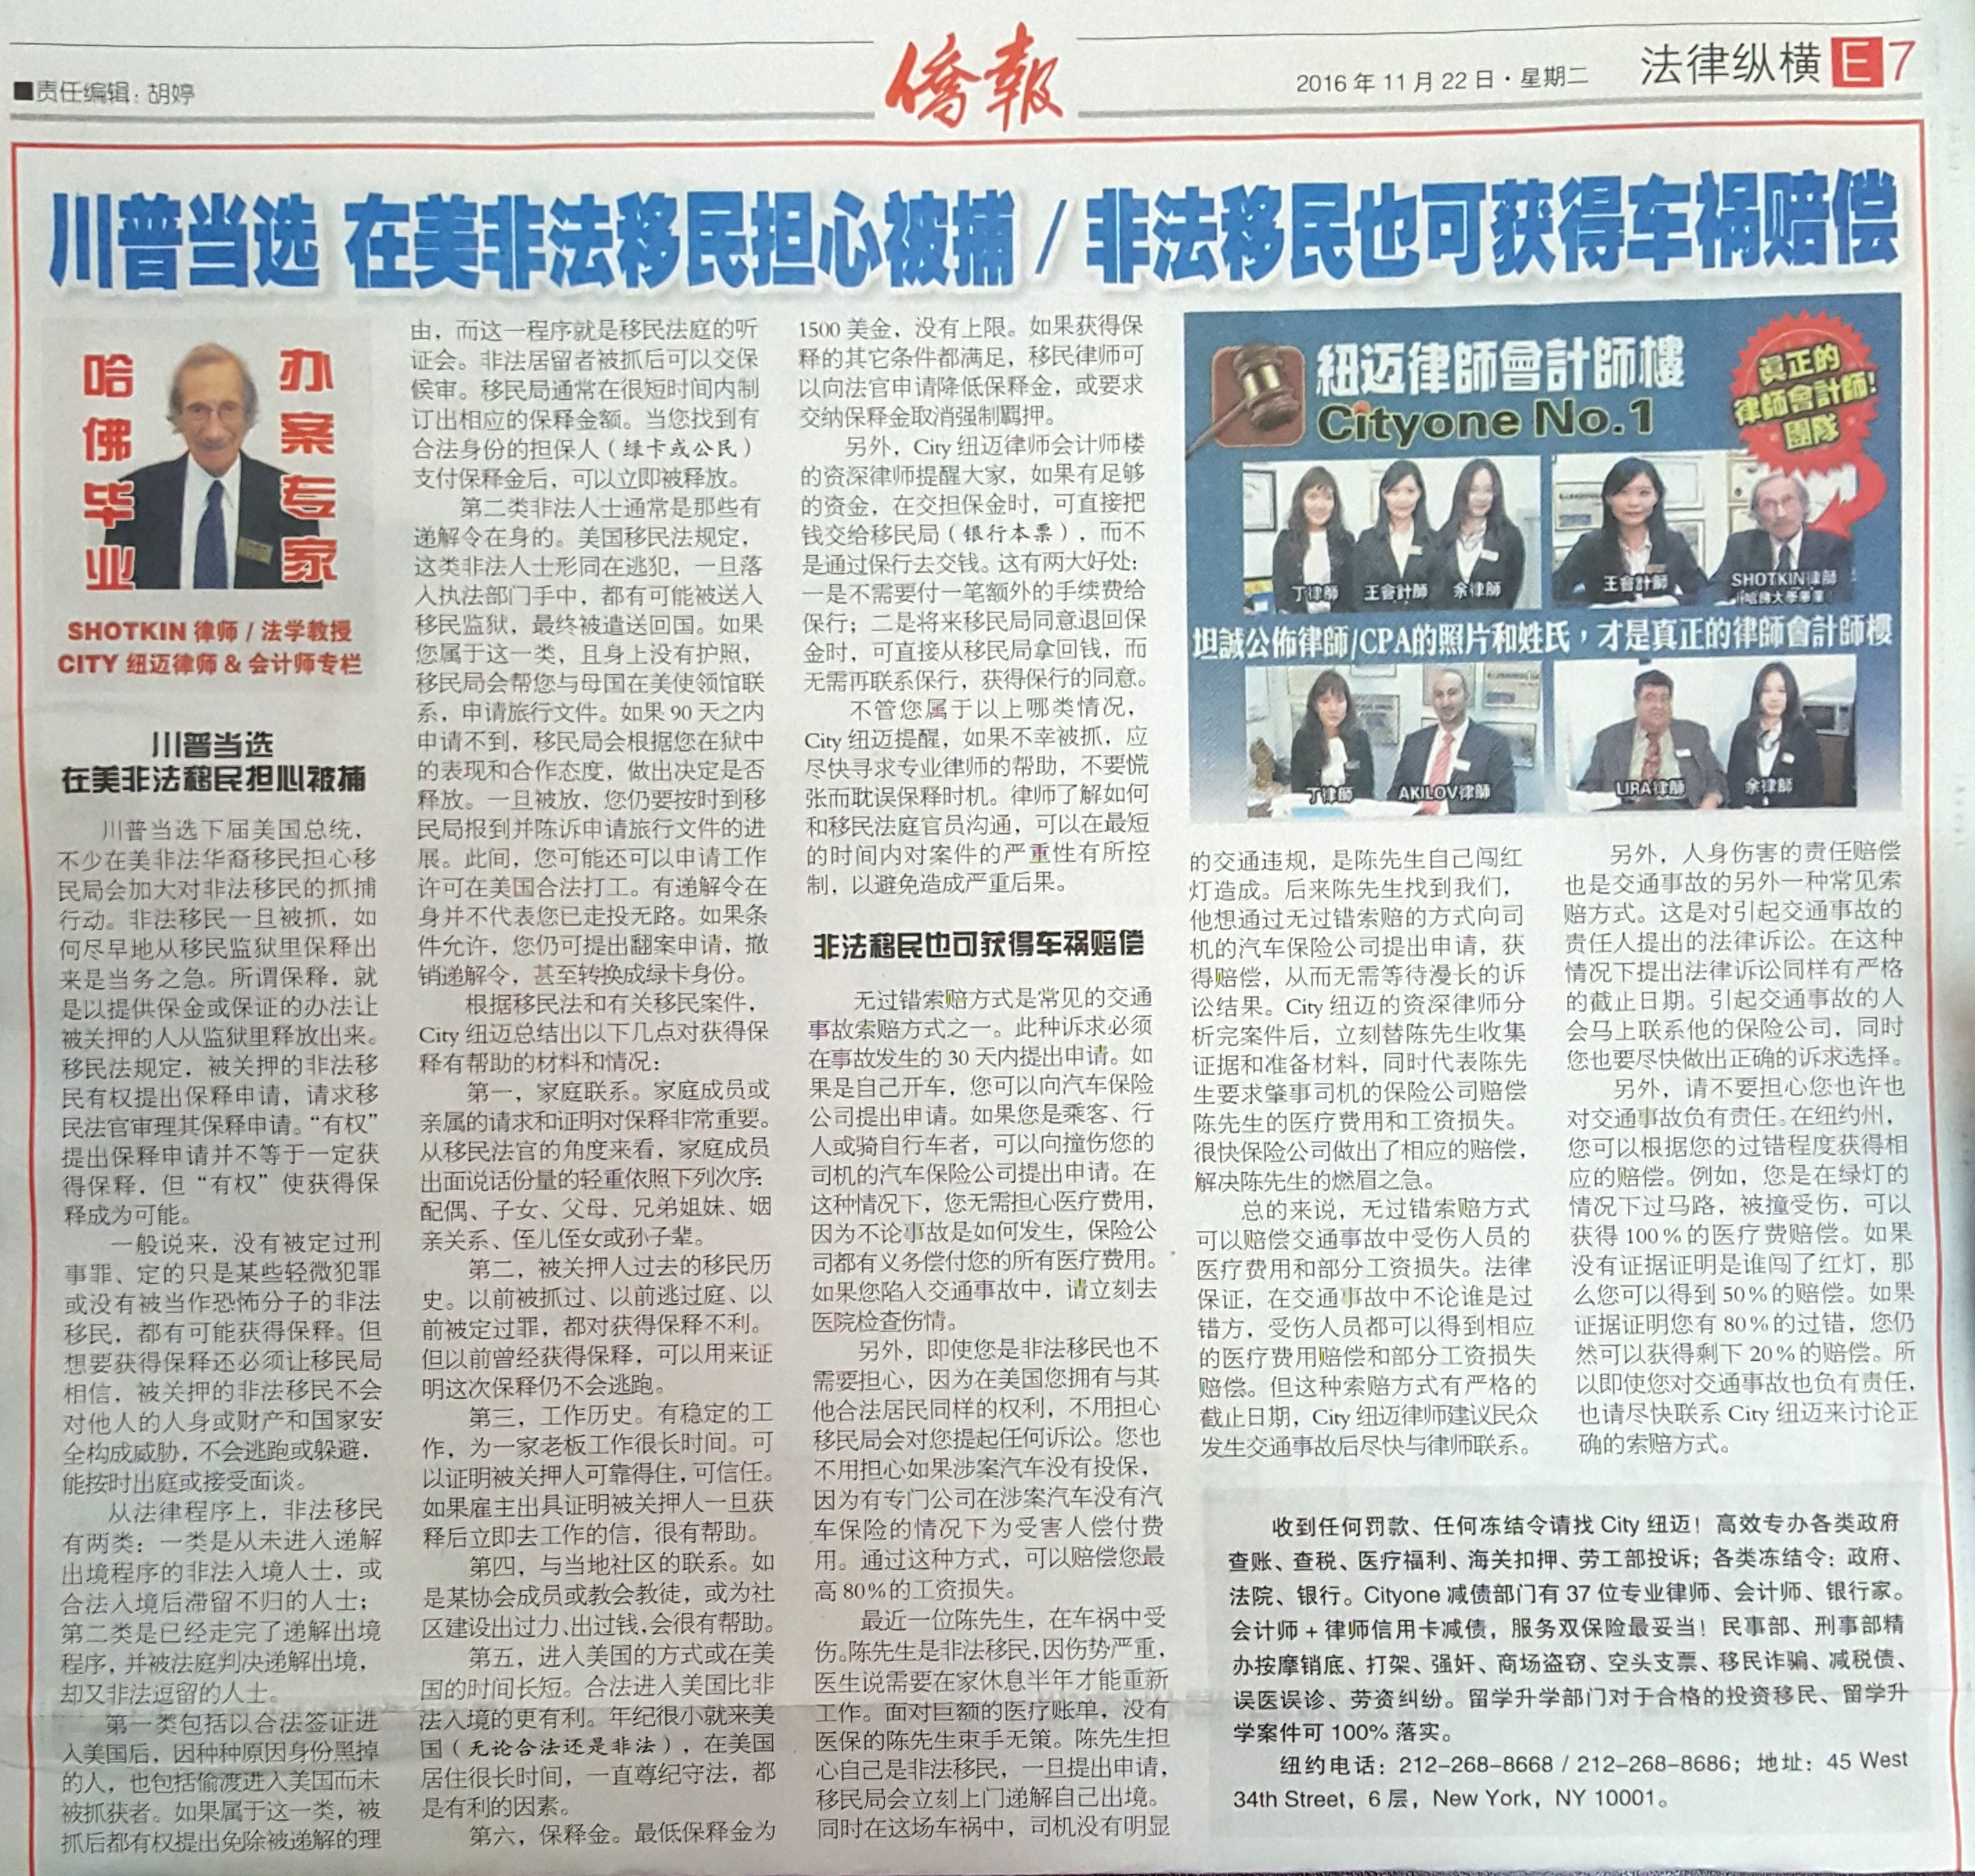 ■责任编辑:胡婷
僑報
2016年11月22日·星期二
法律纵横 E7
川普当选 在美非法移民担心被捕 / 非法移民也可获得车祸赔偿
哈佛毕业
办案专家
SHOTKIN 律师 / 法学教授
CITY 纽迈律师 & 会计师专栏
川普当选
在美非法移民担心被捕
川普当选下届美国总统，
不少在美非法华裔移民担心移
民局会加大对非法移民的抓捕
行动。非法移民一旦被抓，如
何尽早地从移民监狱里保释出
来是当务之急。所谓保释，就
是以提供保金或保证的办法让
被关押的人从监狱里释放出来。
移民法规定，被关押的非法移
民有权提出保释申请，请求移
民法官审理其保释申请。“有权”
提出保释申请并不等于一定获
得保释，但“有权”使获得保
释成为可能。
一般说来，没有被定过刑
事罪、定的只是某些轻微犯罪
或没有被当作恐怖分子的非法
移民，都有可能获得保释。但
想要获得保释还必须让移民局
相信，被关押的非法移民不会
对他人的人身或财产和国家安
全构成威胁，不会逃跑或躲避，
能按时出庭或接受面谈。
从法律程序上，非法移民
有两类：一类是从未进入递解
出境程序的非法入境人士，或
合法入境后滞留不归的人士；
第二类是已经走完了递解出境
程序，并被法庭判决递解出境，
却又非法逗留的人士。
第一类包括以合法签证进
入美国后，因种种原因身份黑掉
的人，也包括偷渡进入美国而未
被抓获者。如果属于这一类，被
抓后都有权提出免除被递解的理
由，而这一程序就是移民法庭的听
证会。非法居留者被抓后可以交保
候审。移民局通常在很短时间内制
订出相应的保释金额。当您找到有
合法身份的担保人（绿卡或公民）
支付保释金后，可以立即被释放。
第二类非法人士通常是那些有
递解令在身的。美国移民法规定，
这类非法人士形同在逃犯，一旦落
入执法部门手中，都有可能被送入
移民监狱，最终被遣送回国。如果
您属于这一类，且身上没有护照，
移民局会帮您与母国在美使领馆联
系，申请旅行文件。如果 90 天之内
申请不到，移民局会根据您在狱中
的表现和合作态度，做出决定是否
释放。一旦被放，您仍要按时到移
民局报到并陈诉申请旅行文件的进
展。此间，您可能还可以申请工作
许可在美国合法打工。有递解令在
身并不代表您已走投无路。如果条
件允许，您仍可提出翻案申请，撤
销递解令，甚至转换成绿卡身份。
根据移民法和有关移民案件，
City 纽迈总结出以下几点对获得保
释有帮助的材料和情况：
第一，家庭联系。家庭成员或
亲属的请求和证明对保释非常重要。
从移民法官的角度来看，家庭成员
出面说话份量的轻重依照下列次序：
配偶、子女、父母、兄弟姐妹、姻
亲关系、侄儿侄女或孙子辈。
第二，被关押人过去的移民历
史。以前被抓过、以前逃过庭、以
前被定过罪，都对获得保释不利。
但以前曾经获得保释，可以用来证
明这次保释仍不会逃跑。
第三，工作历史。有稳定的工
作，为一家老板工作很长时间。可
以证明被关押人可靠得住，可信任。
如果雇主出具证明被关押人一旦获
释后立即去工作的信，很有帮助。
第四，与当地社区的联系。如
是某协会成员或教会教徒，或为社
区建设出过力、出过钱、会很有帮助。
第五，进入美国的方式或在美
国的时间长短。合法进入美国比非
法入境的更有利。年纪很小就来美
国（无论合法还是非法），在美国
居住很长时间，一直尊纪守法，都
是有利的因素。
第六，保释金。最低保释金为
1500 美金，没有上限。如果获得保
释的其它条件都满足，移民律师可
以向法官申请降低保释金，或要求
交纳保释金取消强制羁押。
另外，City 纽迈律师会计师楼
的资深律师提醒大家，如果有足够
的资金，在交担保金时，可直接把
钱交给移民局（银行本票），而不
是通过保行去交钱。这有两大好处：
一是不需要付一笔额外的手续费给
保行；二是将来移民局同意退回保
金时，可直接从移民局拿回钱，而
无需再联系保行，获得保行的同意。
不管您属于以上哪类情况，
City 纽迈提醒，如果不幸被抓，应
尽快寻求专业律师的帮助，不要慌
张而耽误保释时机。律师了解如何
和移民法庭官员沟通，可以在最短
的时间内对案件的严重性有所控
制，以避免造成严重后果。
非法移民也可获得车祸赔偿
无过错索赔方式是常见的交通
事故索赔方式之一。此种诉求必须
在事故发生的 30 天内提出申请。如
果是自己开车，您可以向汽车保险
公司提出申请。如果您是乘客、行
人或骑自行车者，可以向撞伤您的
司机的汽车保险公司提出申请。在
这种情况下，您无需担心医疗费用，
因为不论事故是如何发生，保险公
司都有义务偿付您的所有医疗费用。
如果您陷入交通事故中，请立刻去
医院检查伤情。
另外，即使您是非法移民也不
需要担心，因为在美国您拥有与其
他合法居民同样的权利，不用担心
移民局会对您提起任何诉讼。您也
不用担心如果涉案汽车没有投保，
因为有专门公司在涉案汽车没有汽
车保险的情况下为受害人偿付费
用。通过这种方式，可以赔偿您最
高 80%的工资损失。
最近一位陈先生，在车祸中受
伤。陈先生是非法移民，因伤势严重，
医生说需要在家休息半年才能重新
工作。面对巨额的医疗账单，没有
医保的陈先生束手无策。陈先生担
心自己是非法移民，一旦提出申请，
移民局会立刻上门递解自己出境。
同时在这场车祸中，司机没有明显
紐迈律師會計師樓
Cityone No.1
真正的
律師會計師!
團隊
丁律師 王會計師 余律師
王會計師 SHOTKIN律師
(哈佛大學畢業)
坦誠公佈律師/CPA的照片和姓氏，才是真正的律師會計師樓
丁律師 AKILOV律師
LIRA律師 余律師
的交通违规，是陈先生自己闯红
灯造成。后来陈先生找到我们，
他想通过无过错索赔的方式向司
机的汽车保险公司提出申请，获
得赔偿，从而无需等待漫长的诉
讼结果。City 纽迈的资深律师分
析完案件后，立刻替陈先生收集
证据和准备材料，同时代表陈先
生要求肇事司机的保险公司赔偿
陈先生的医疗费用和工资损失。
很快保险公司做出了相应的赔偿，
解决陈先生的燃眉之急。
总的来说，无过错索赔方式
可以赔偿交通事故中受伤人员的
医疗费用和部分工资损失。法律
保证，在交通事故中不论谁是过
错方，受伤人员都可以得到相应
的医疗费用赔偿和部分工资损失
赔偿。但这种索赔方式有严格的
截止日期，City 纽迈律师建议民众
发生交通事故后尽快与律师联系。
另外，人身伤害的责任赔偿
也是交通事故的另外一种常见索
赔方式。这是对引起交通事故的
责任人提出的法律诉讼。在这种
情况下提出法律诉讼同样有严格
的截止日期。引起交通事故的人
会马上联系他的保险公司，同时
您也要尽快做出正确的诉求选择。
另外，请不要担心您也许也
对交通事故负有责任。在纽约州，
您可以根据您的过错程度获得相
应的赔偿。例如，您是在绿灯的
情况下过马路，被撞受伤，可以
获得 100%的医疗费赔偿。如果
没有证据证明是谁闯了红灯，那
么您可以得到 50%的赔偿。如果
证据证明您有 80%的过错，您仍
然可以获得剩下 20%的赔偿。所
以即使您对交通事故也负有责任，
也请尽快联系 City 纽迈来讨论正
确的索赔方式。
收到任何罚款、任何冻结令请找 City 纽迈！高效专办各类政府
查账、查税、医疗福利、海关扣押、劳工部投诉；各类冻结令：政府、
法院、银行。Cityone 减债部门有 37 位专业律师、会计师、银行家。
会计师 + 律师信用卡减债，服务双保险最妥当！民事部、刑事部精
办按摩销底、打架、强奸、商场盗窃、空头支票、移民诈骗、减税债、
误医误诊、劳资纠纷。留学升学部门对于合格的投资移民、留学升
学案件可 100% 落实。
纽约电话：212-268-8668 / 212-268-8686；地址：45 West
34th Street，6 层，New York，NY 10001。